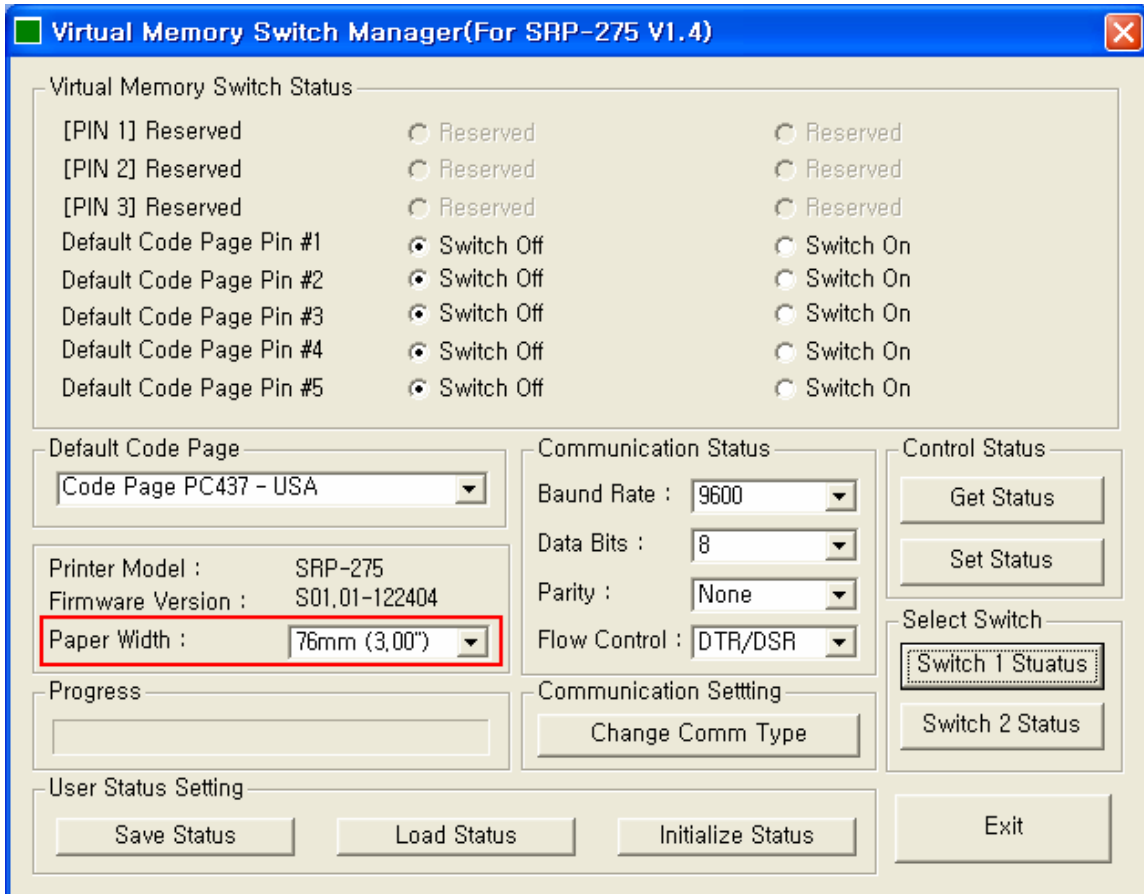 Virtual Memory Switch Manager(For SRP-275 V1.4)
Virtual Memory Switch Status
[PIN 1] Reserved Reserved Reserved
[PIN 2] Reserved Reserved Reserved
[PIN 3] Reserved Reserved Reserved
Default Code Page Pin #1 Switch Off Switch On
Default Code Page Pin #2 Switch Off Switch On
Default Code Page Pin #3 Switch Off Switch On
Default Code Page Pin #4 Switch Off Switch On
Default Code Page Pin #5 Switch Off Switch On
Default Code Page
Code Page PC437 - USA
Printer Model : SRP-275
Firmware Version : S01,01-122404
Paper Width : 76mm (3,00")
Progress
Communication Status
Baund Rate : 9600
Data Bits : 8
Parity : None
Flow Control : DTR/DSR
Communication Settting
Change Comm Type
Control Status
Get Status
Set Status
Select Switch
Switch 1 Stuatus
Switch 2 Status
User Status Setting
Save Status Load Status Initialize Status
Exit